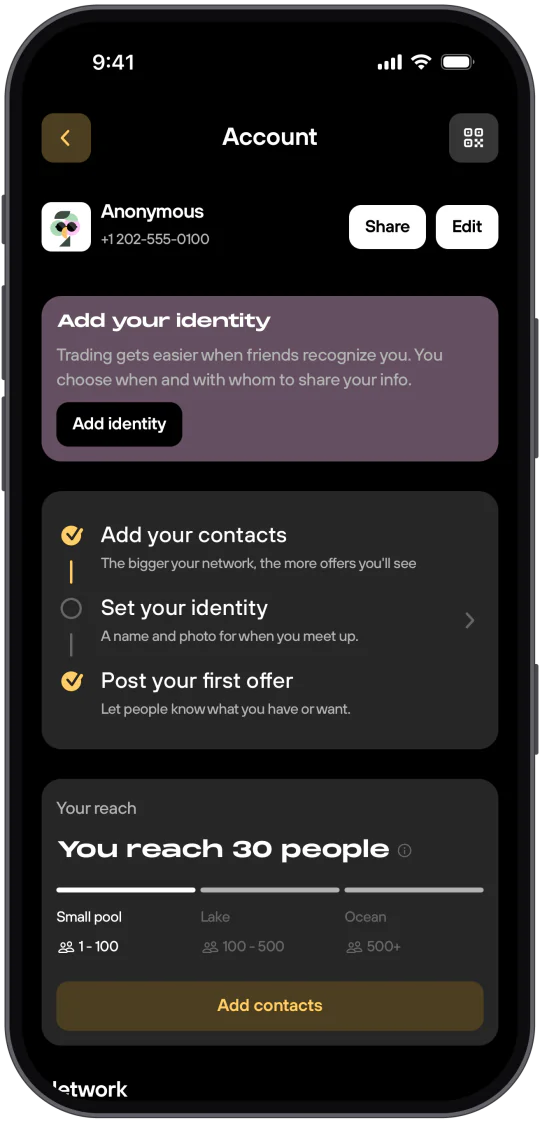 9:41
Account
Anonymous
+1 202-555-0100
Share
Edit
Add your identity
Trading gets easier when friends recognize you. You
choose when and with whom to share your info.
Add identity
Add your contacts
The bigger your network, the more offers you'll see
Set your identity
A name and photo for when you meet up.
Post your first offer
Let people know what you have or want.
Your reach
You reach 30 people
Small pool
Lake
Ocean
1 - 100
100 - 500
500+
Add contacts
Network